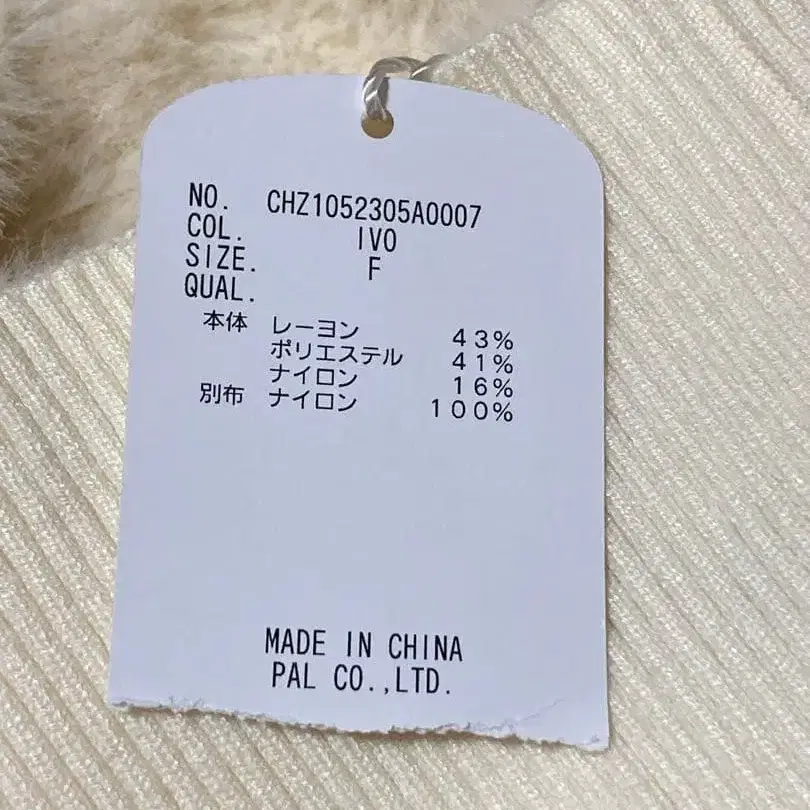 NO. CHZ1052305A0007
COL. IVO
SIZE. F
QUAL.
本体 レーヨン 43%
ポリエステル 41%
ナイロン 16%
別布 ナイロン 100%
MADE IN CHINA
PAL CO.,LTD.